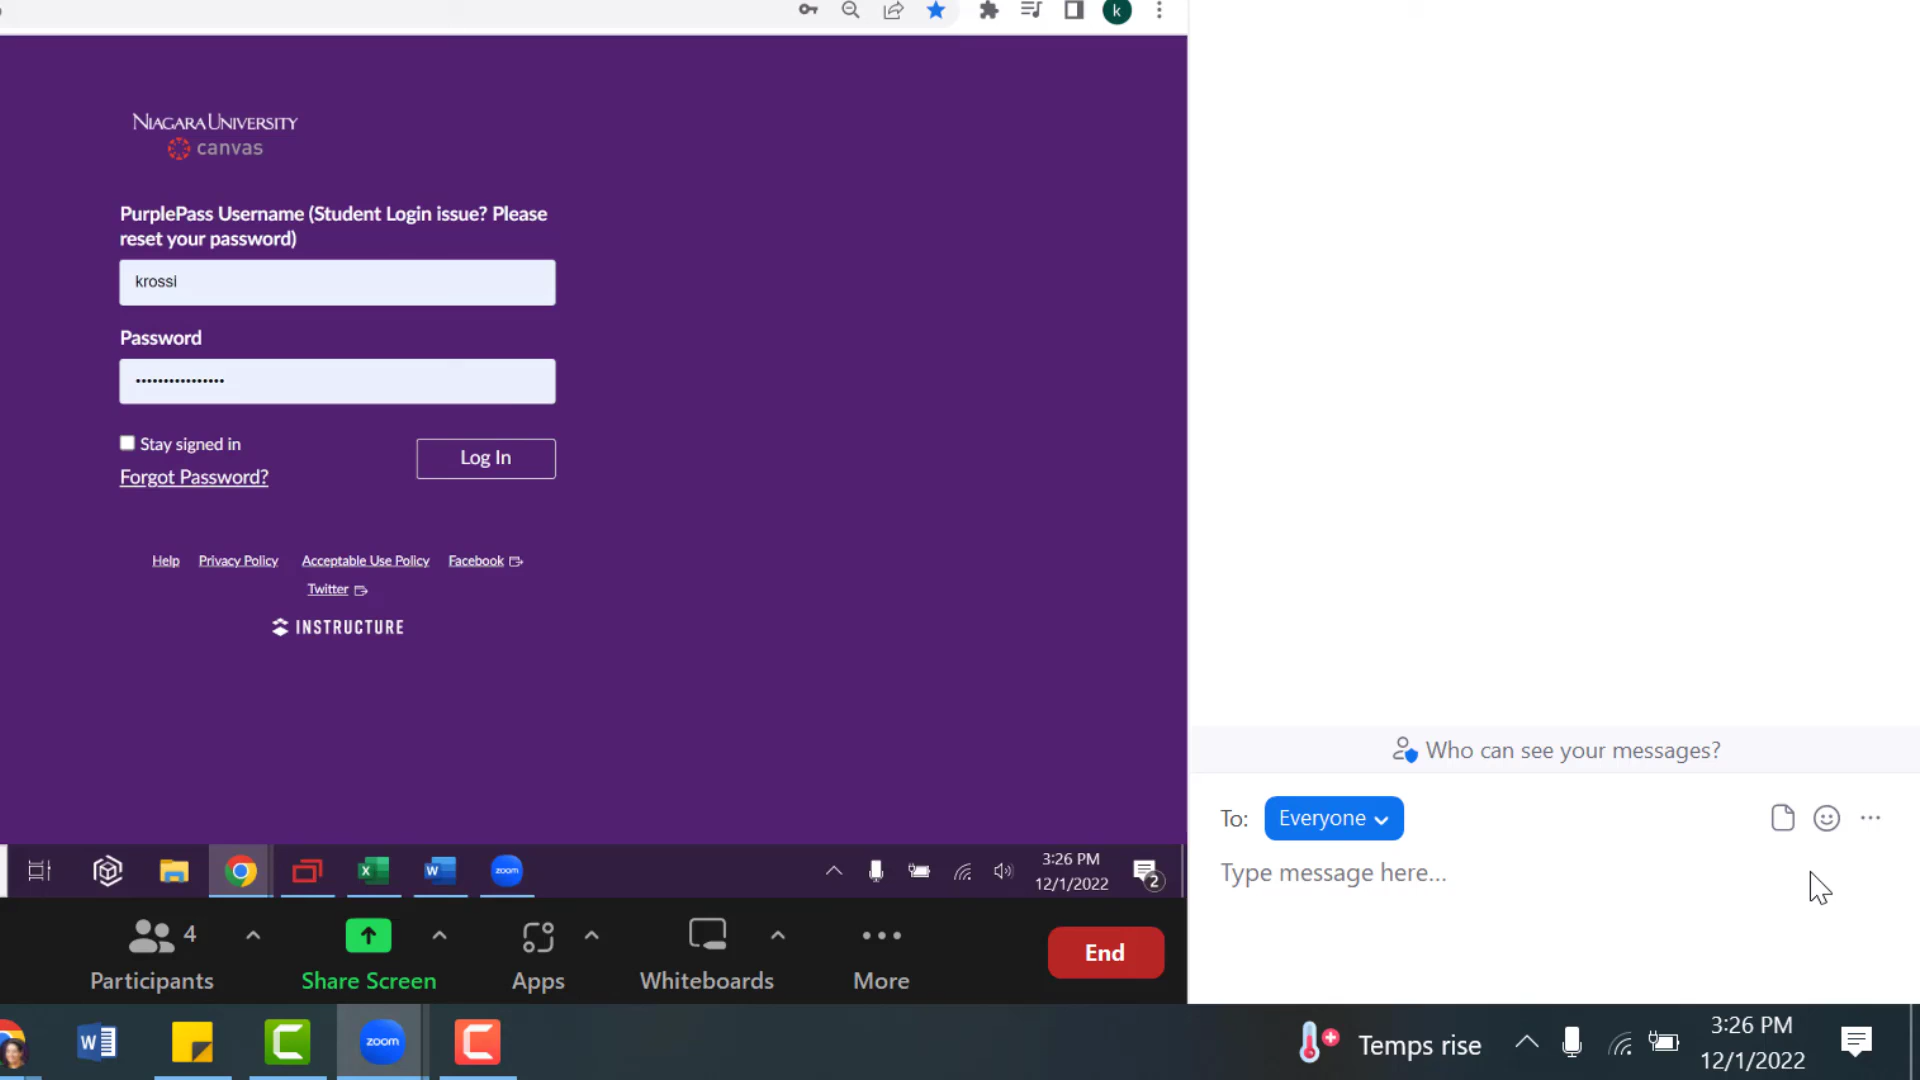 k
NIAGARA UNIVERSITY
canvas
PurplePass Username (Student Login issue? Please
reset your password)
krossi
Password
••••••••••••••••
Stay signed in
Log In
Forgot Password?
Help Privacy Policy Acceptable Use Policy Facebook
Twitter
INSTRUCTURE
Who can see your messages?
To: Everyone
Type message here...
zoom
3:26 PM
12/1/2022
2
4
Participants
Share Screen
Apps
Whiteboards
More
End
W
zoom
Temps rise
3:26 PM
12/1/2022